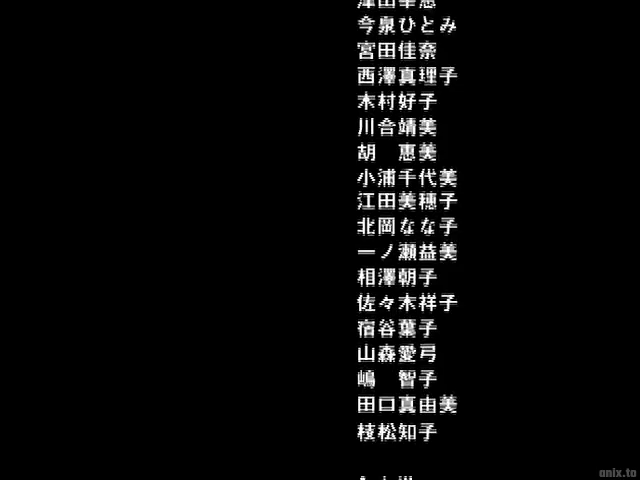 今泉ひとみ
宮田佳奈
西澤真理子
木村好子
川合靖美
胡　恵美
小浦千代美
江田美穂子
北岡なな子
一ノ瀬益美
相澤朝子
佐々木祥子
宿谷葉子
山森愛弓
嶋　智子
田口真由美
枝松知子
anix.to